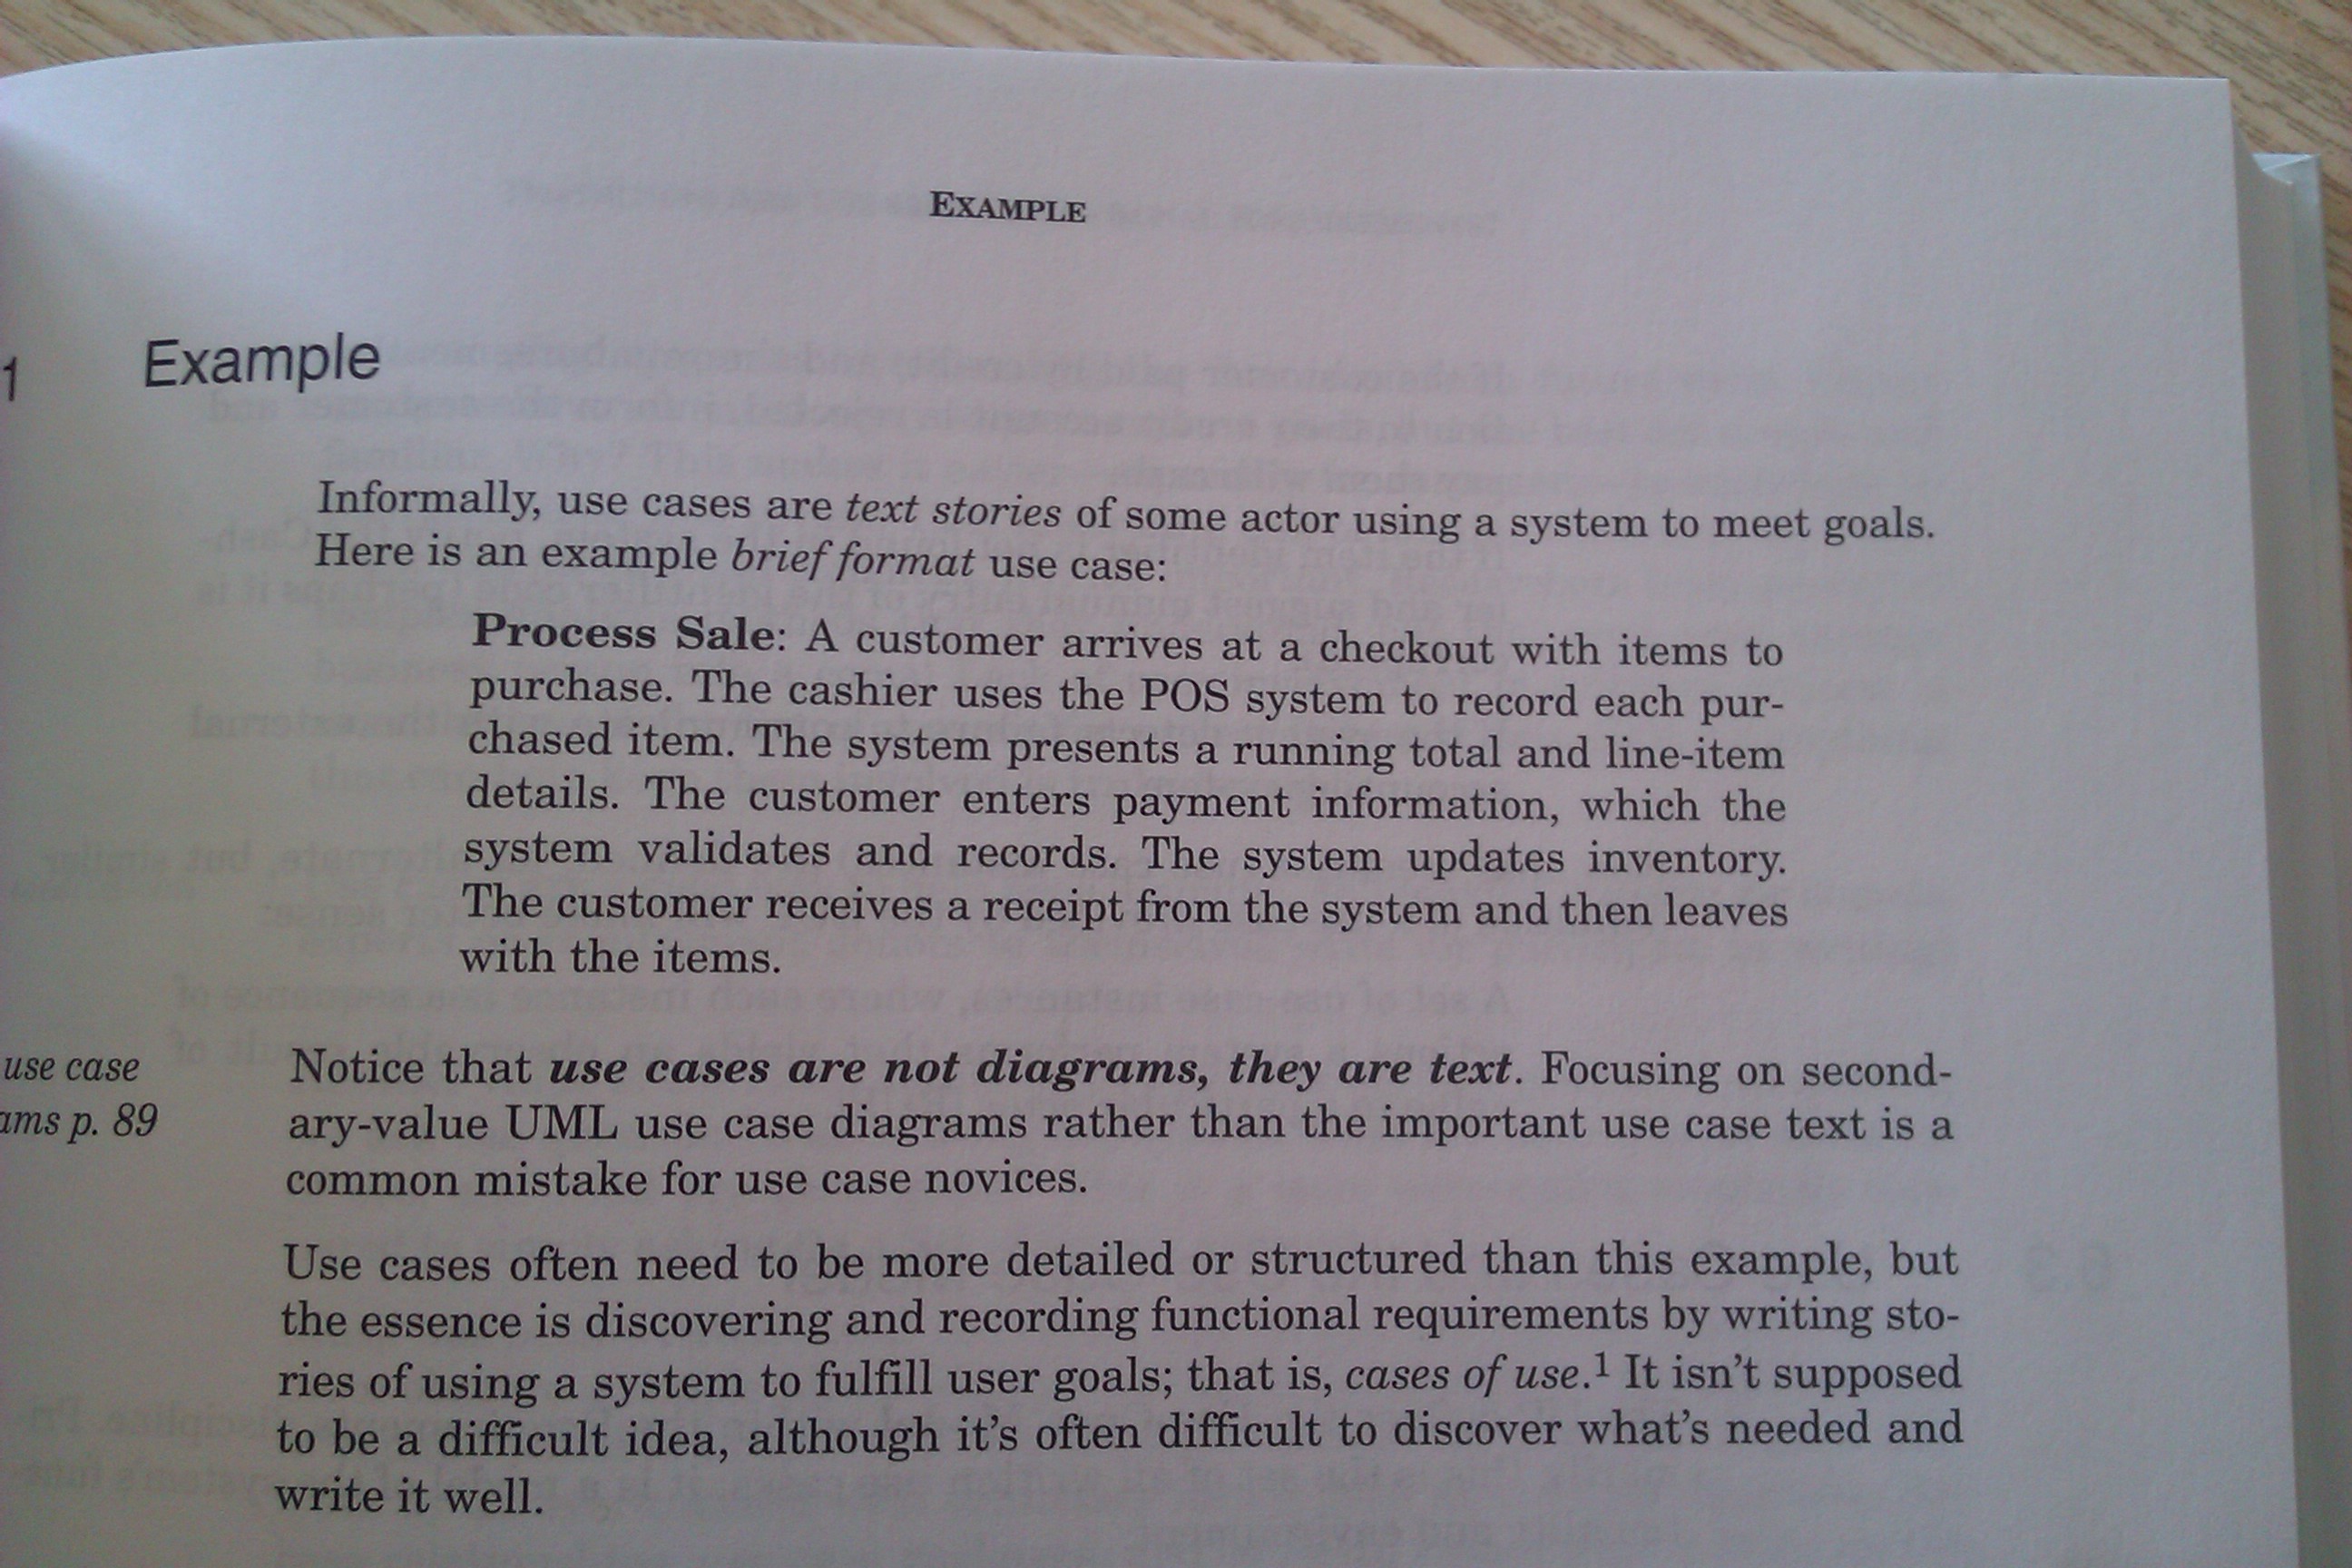 EXAMPLE
1 Example
Informally, use cases are text stories of some actor using a system to meet goals.
Here is an example brief format use case:
Process Sale: A customer arrives at a checkout with items to
purchase. The cashier uses the POS system to record each pur-
chased item. The system presents a running total and line-item
details. The customer enters payment information, which the
system validates and records. The system updates inventory.
The customer receives a receipt from the system and then leaves
with the items.
use case
ams p. 89
Notice that use cases are not diagrams, they are text. Focusing on second-
ary-value UML use case diagrams rather than the important use case text is a
common mistake for use case novices.
Use cases often need to be more detailed or structured than this example, but
the essence is discovering and recording functional requirements by writing sto-
ries of using a system to fulfill user goals; that is, cases of use.1 It isn't supposed
to be a difficult idea, although it's often difficult to discover what's needed and
write it well.